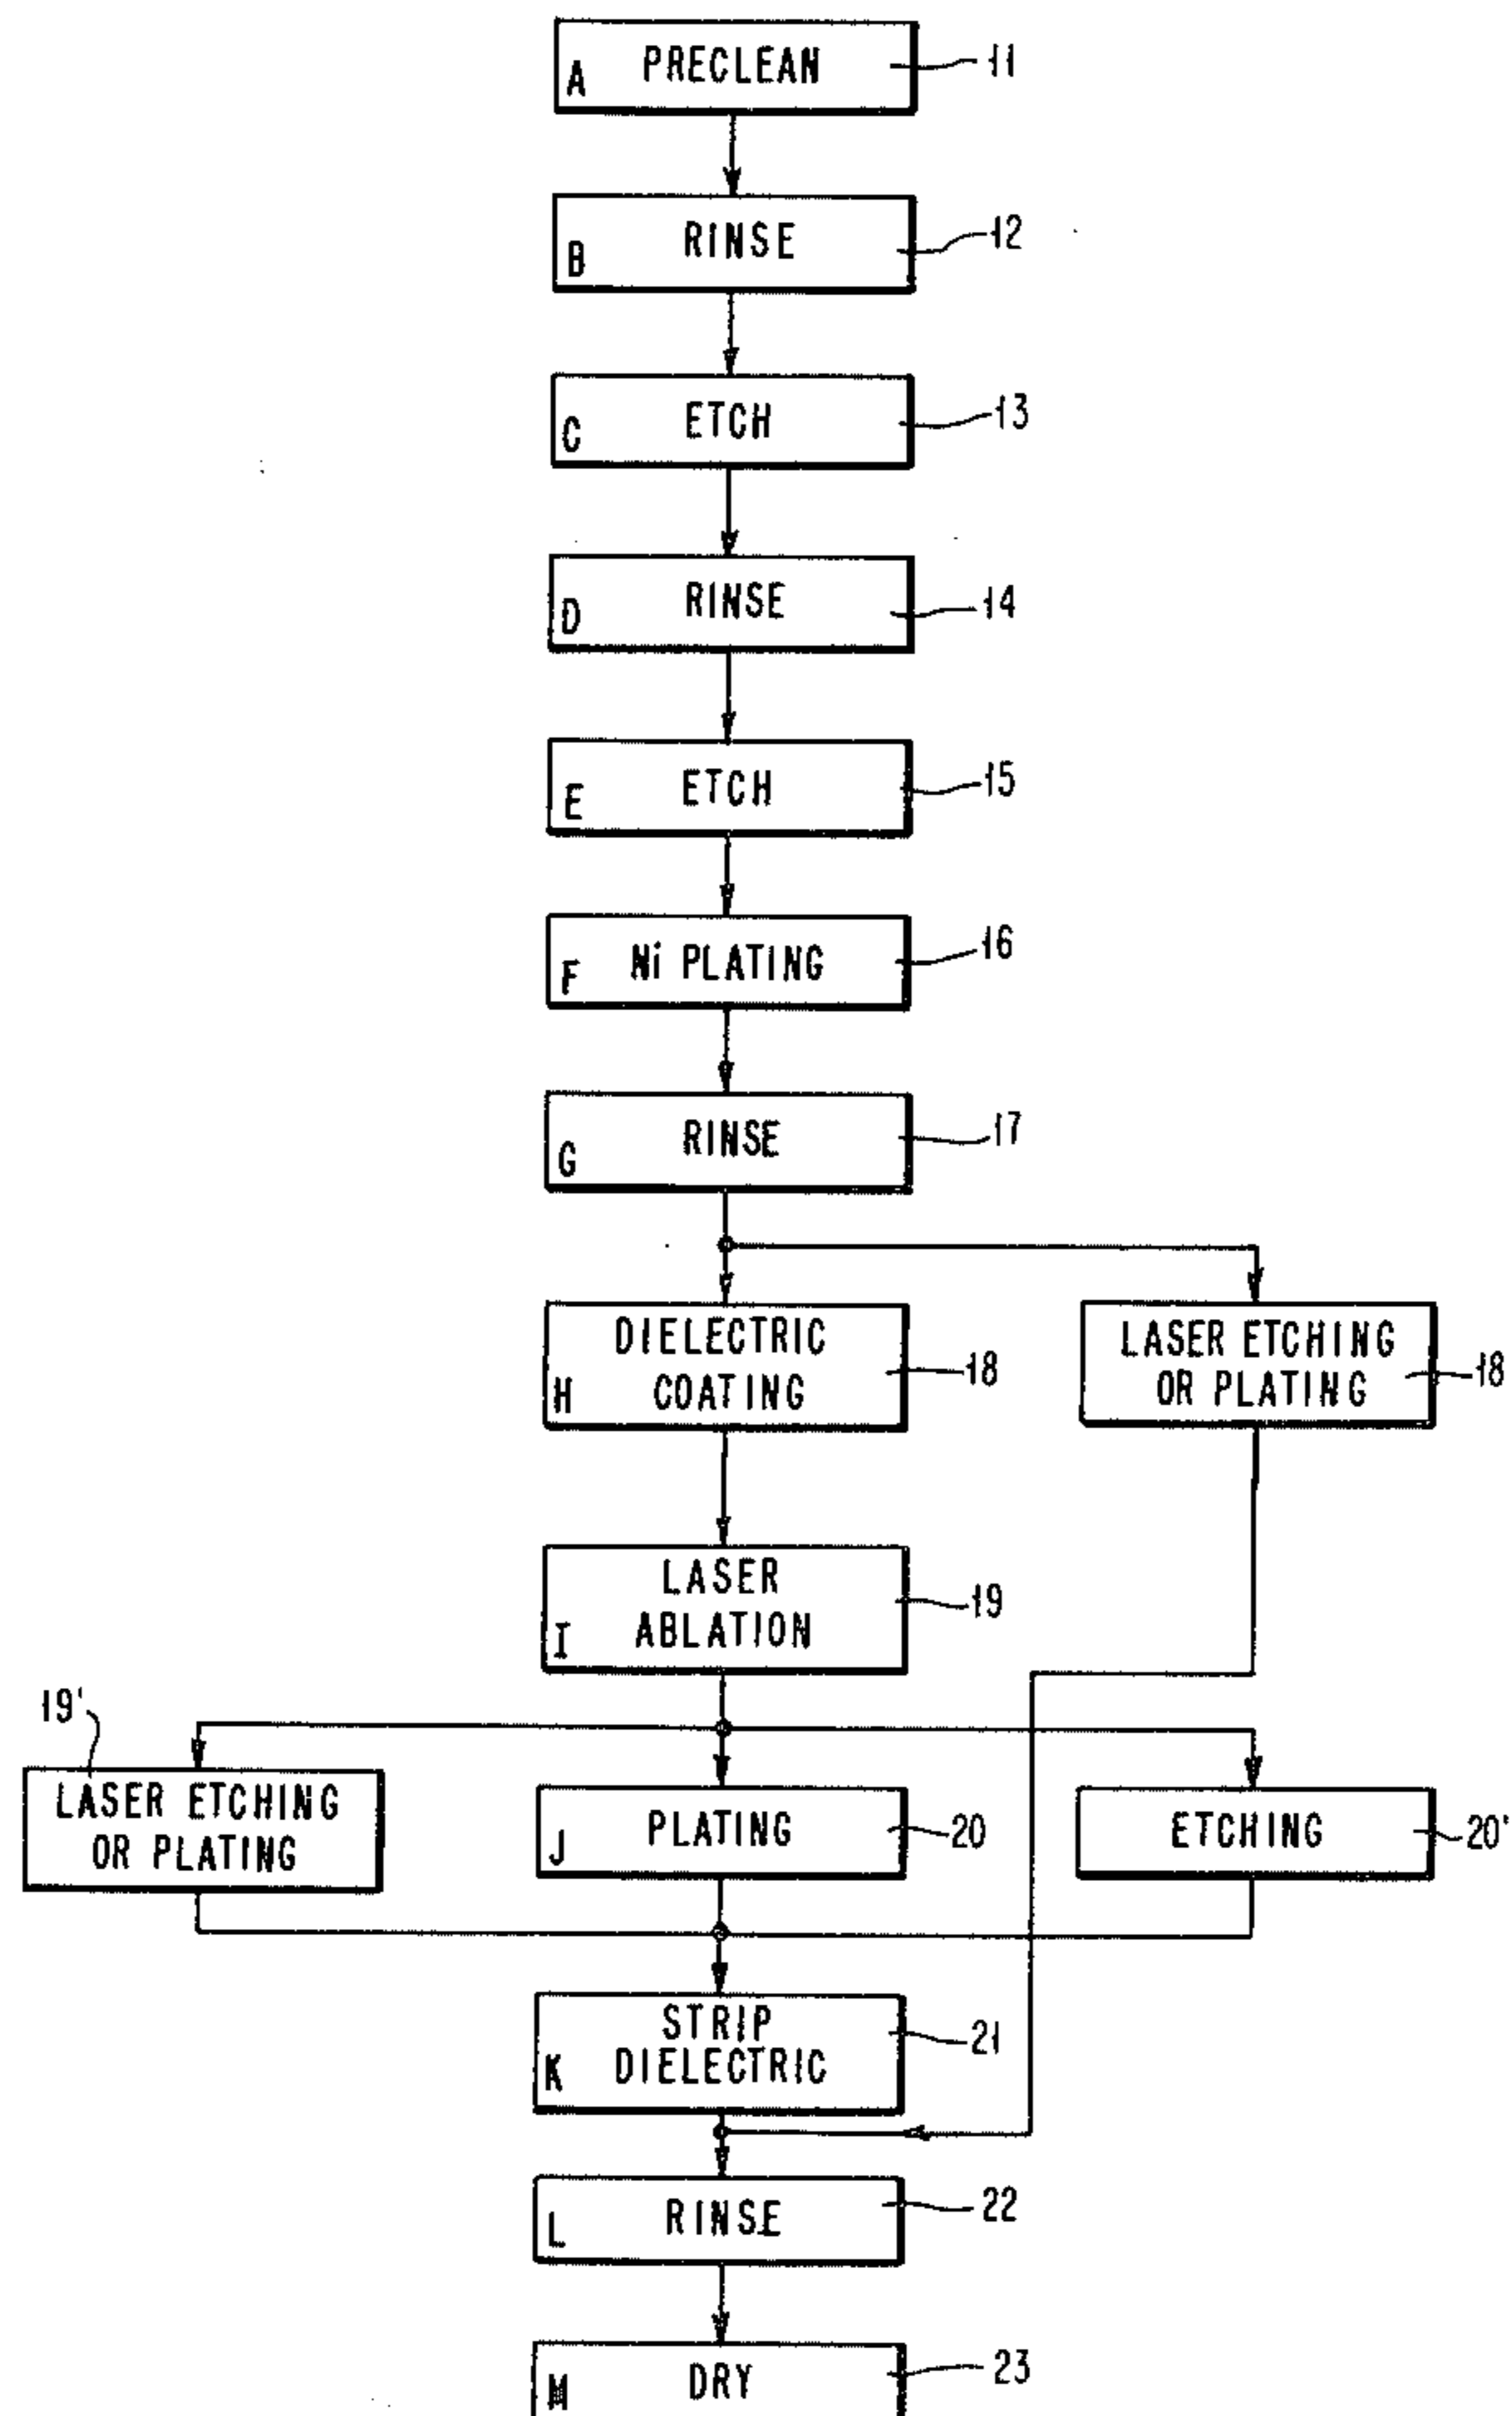 A PRECLEAN 11
B RINSE 12
C ETCH 13
D RINSE 14
E ETCH 15
F Ni PLATING 16
G RINSE 17
DIELECTRIC
H COATING 18
LASER ETCHING
OR PLATING 18
LASER
I ABLATION 19
19'
LASER ETCHING
OR PLATING
J PLATING 20
ETCHING 20'
STRIP 21
K DIELECTRIC
L RINSE 22
M DRY 23